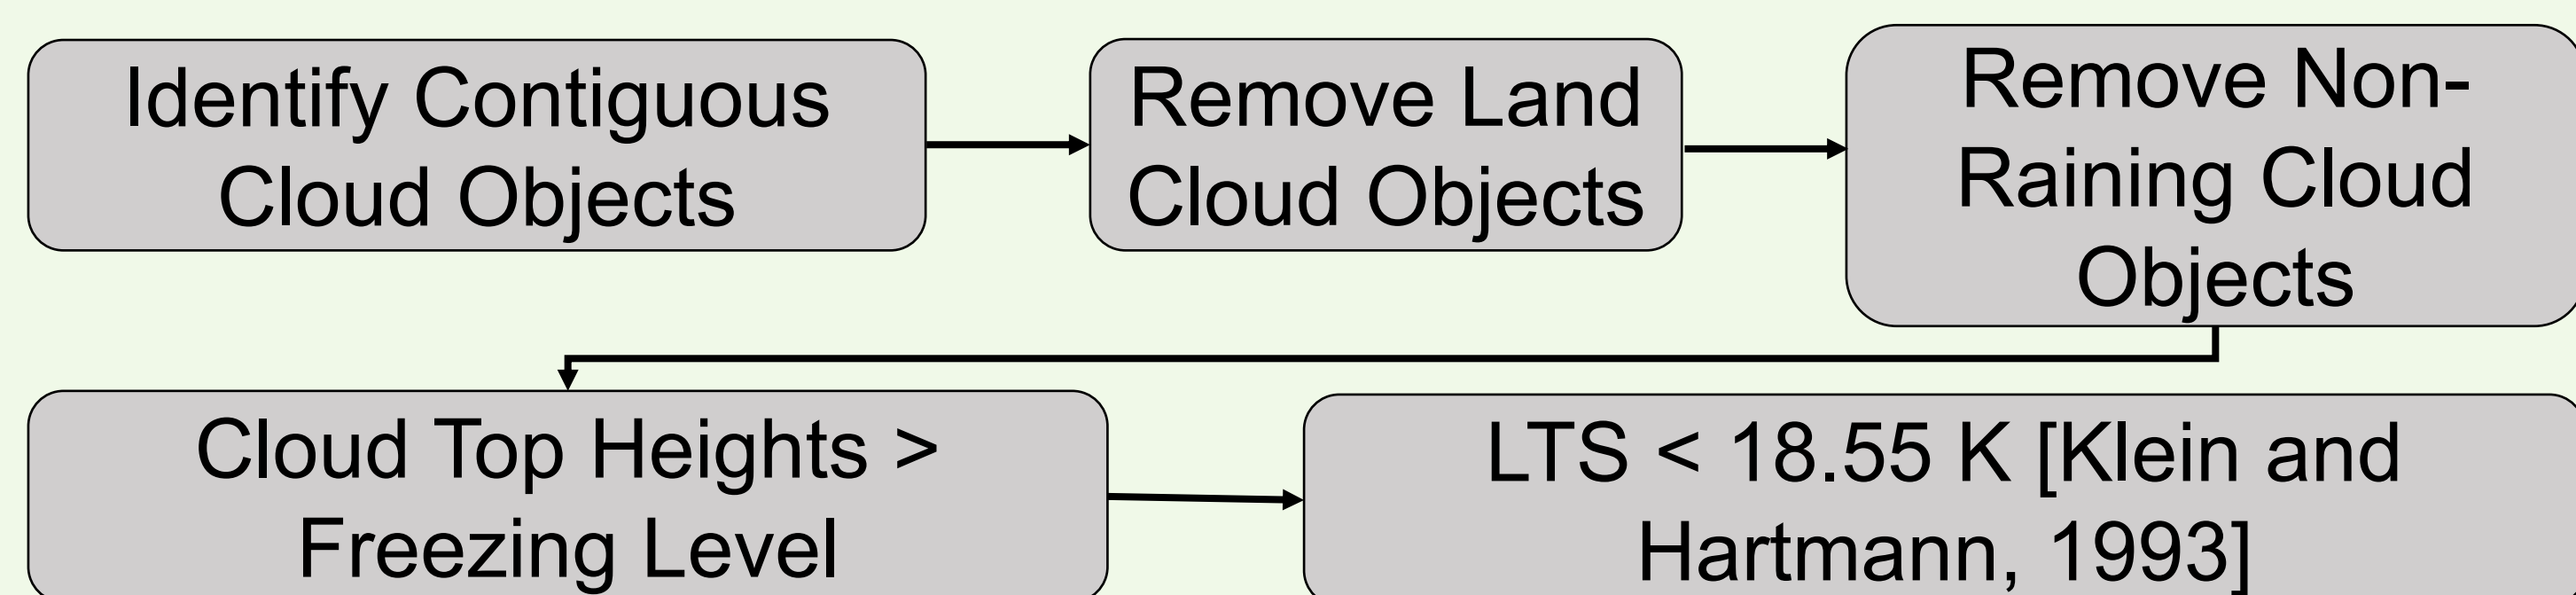 Identify Contiguous
Cloud Objects
Remove Land
Cloud Objects
Remove Non-
Raining Cloud
Objects
Cloud Top Heights >
Freezing Level
LTS < 18.55 K [Klein and
Hartmann, 1993]